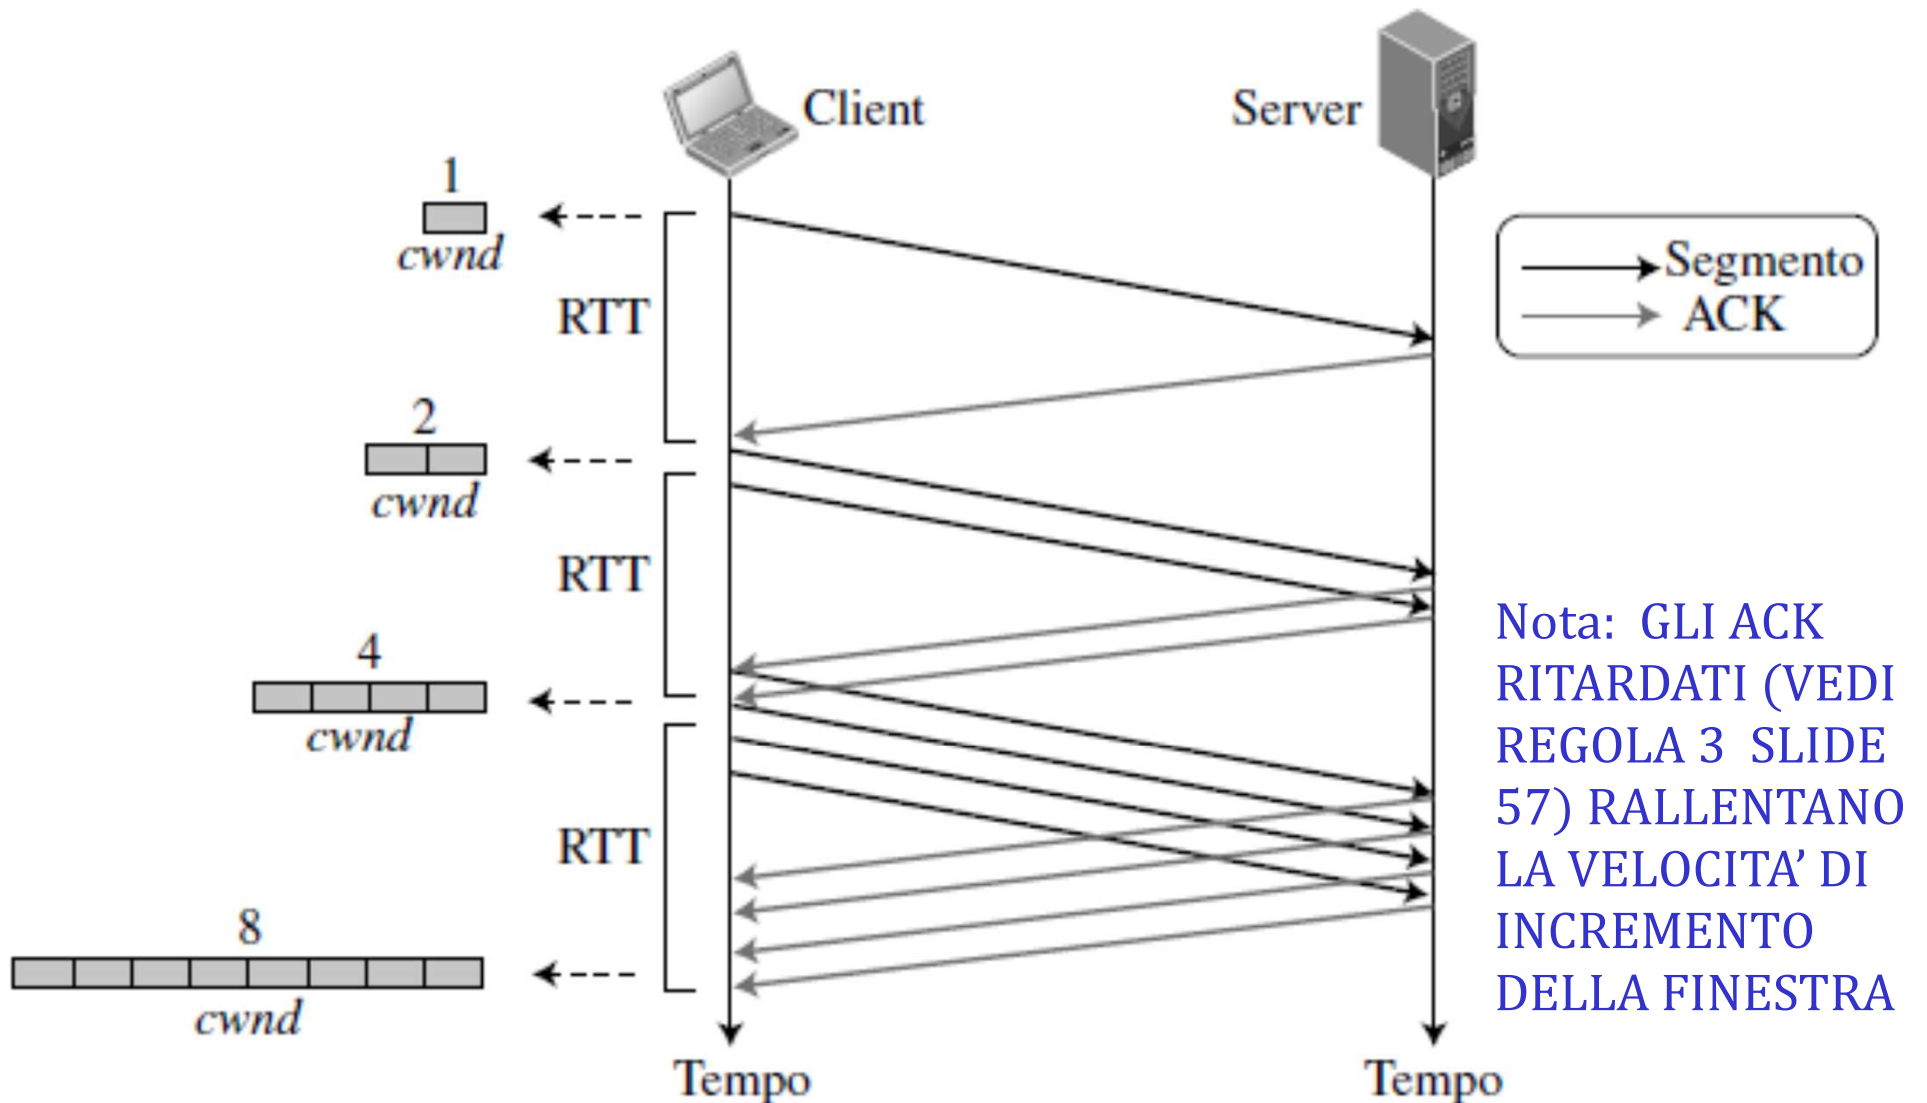 Client
Server
1
cwnd
RTT
Segmento
ACK
2
cwnd
RTT
4
cwnd
RTT
8
cwnd
Nota: GLI ACK
RITARDATI (VEDI
REGOLA 3 SLIDE
57) RALLENTANO
LA VELOCITA’ DI
INCREMENTO
DELLA FINESTRA
Tempo
Tempo